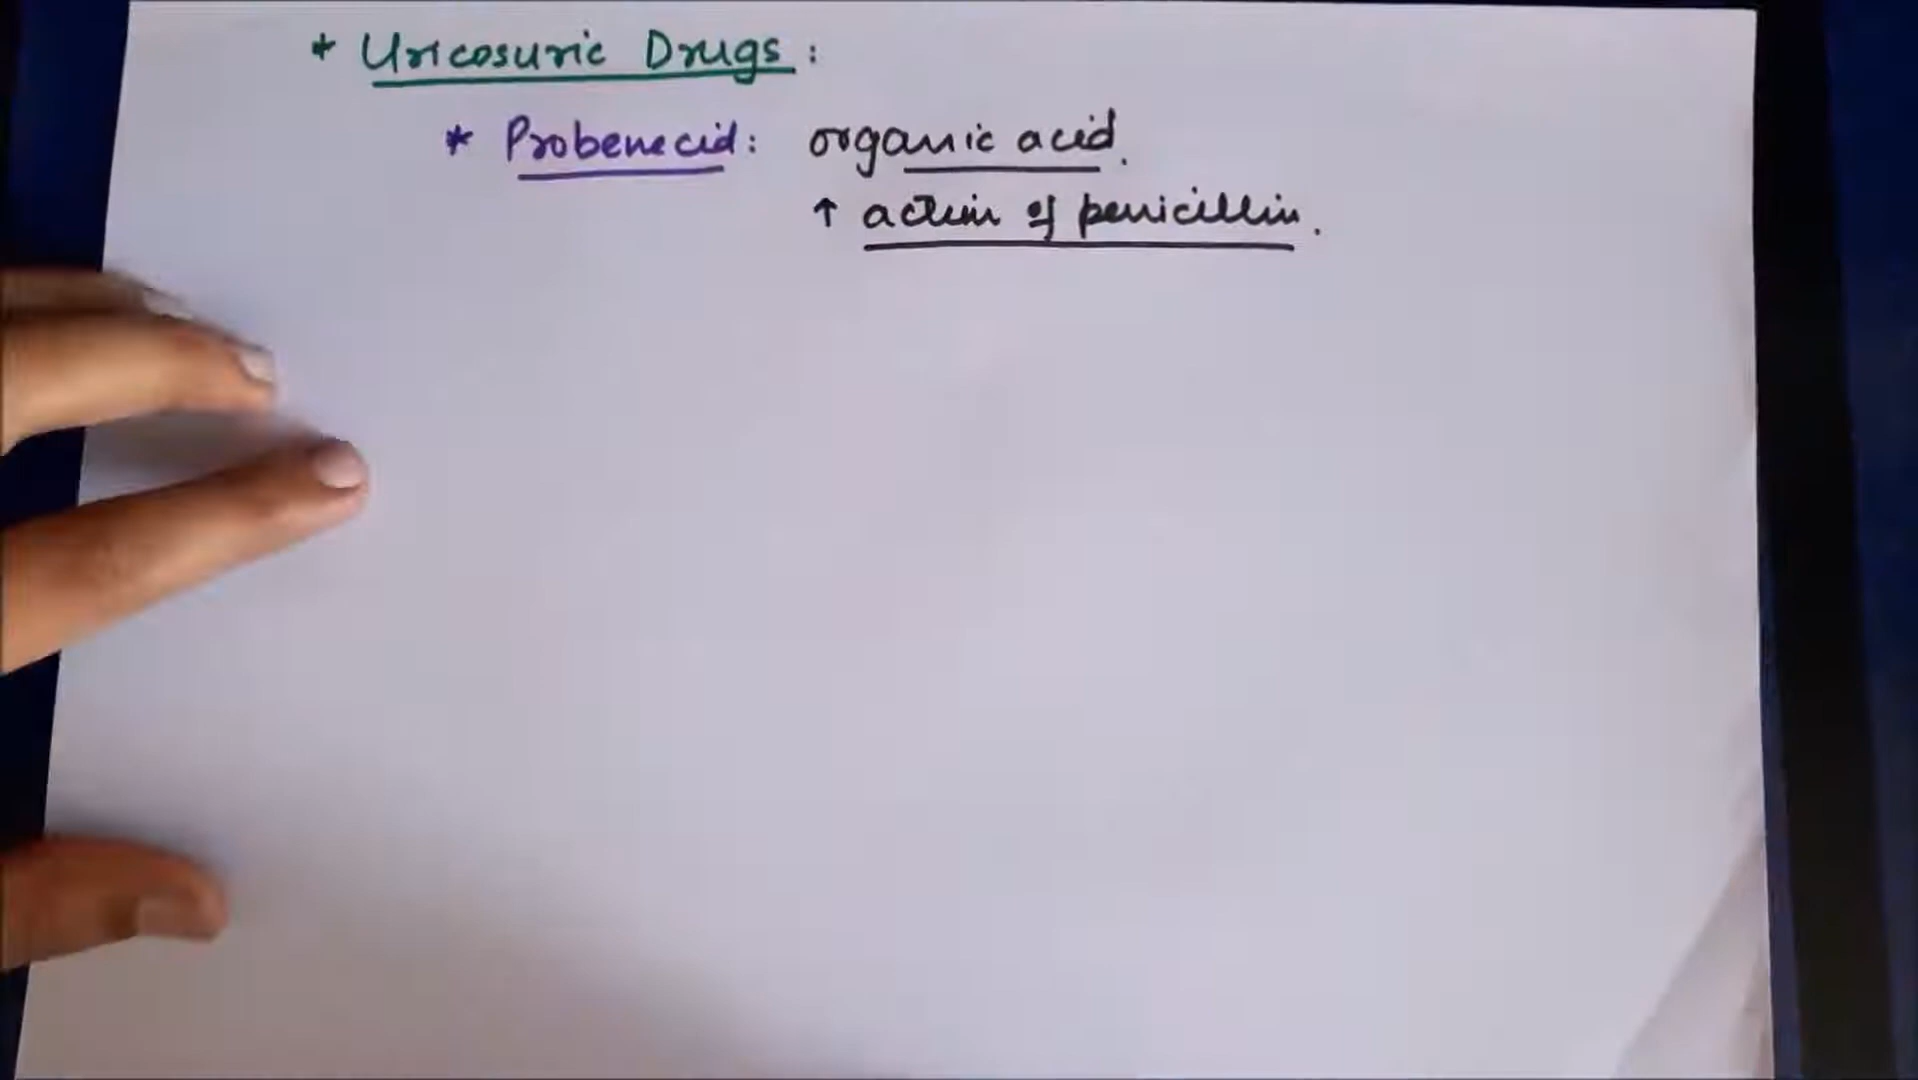 * Uricosuric Drugs :
* Probenecid : organic acid.
↑ action of penicillin.